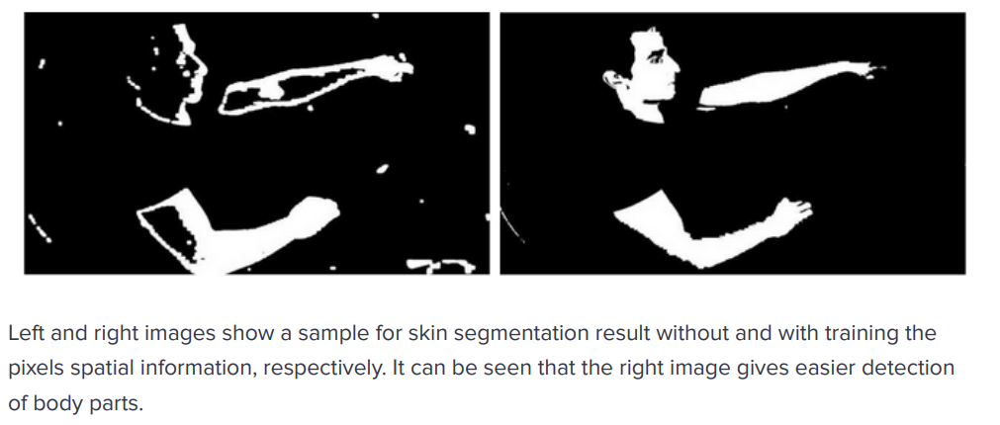 Left and right images show a sample for skin segmentation result without and with training the
pixels spatial information, respectively. It can be seen that the right image gives easier detection
of body parts.